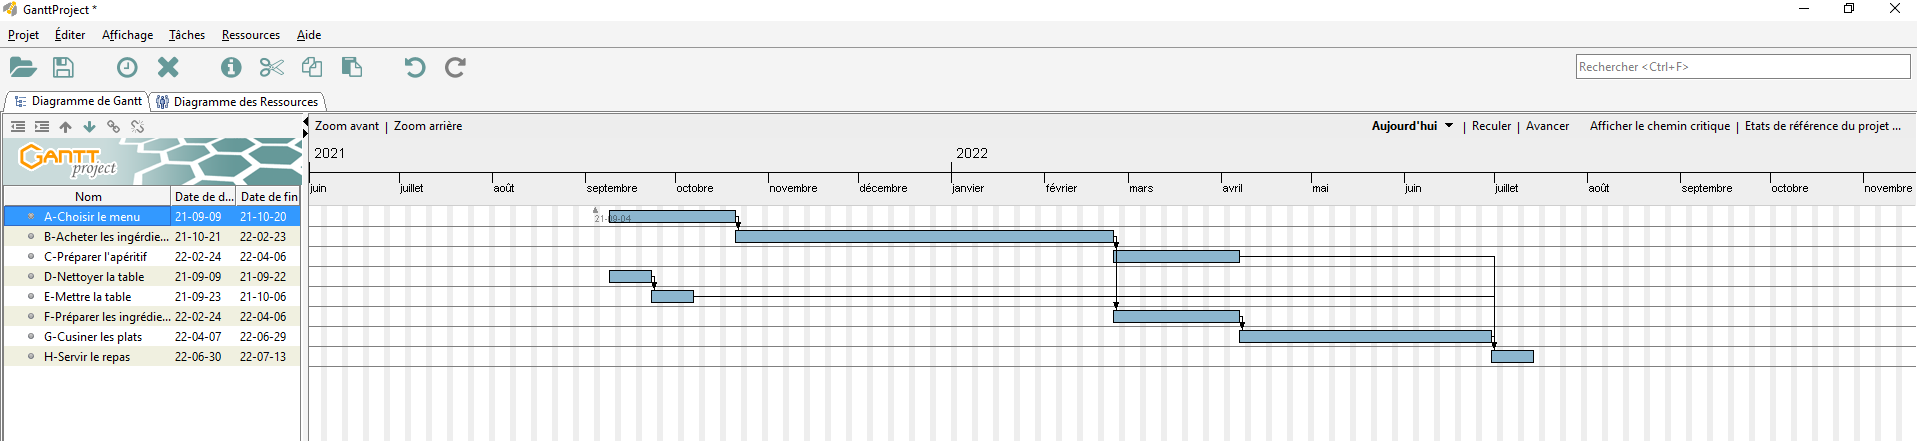 GanttProject *
Projet Éditer Affichage Tâches Ressources Aide
Rechercher <Ctrl+F>
Diagramme de Gantt Diagramme des Ressources
Zoom avant | Zoom arrière Aujourd'hui | Reculer | Avancer Afficher le chemin critique | Etats de référence du projet ...
GANTT project
2021 2022
Nom Date de d... Date de fin
juin juillet août septembre octobre novembre décembre janvier février mars avril mai juin juillet août septembre octobre novembre
A-Choisir le menu 21-09-09 21-10-20
21-09-04
B-Acheter les ingérdie... 21-10-21 22-02-23
C-Préparer l'apéritif 22-02-24 22-04-06
D-Nettoyer la table 21-09-09 21-09-22
E-Mettre la table 21-09-23 21-10-06
F-Préparer les ingrédie... 22-02-24 22-04-06
G-Cusiner les plats 22-04-07 22-06-29
H-Servir le repas 22-06-30 22-07-13